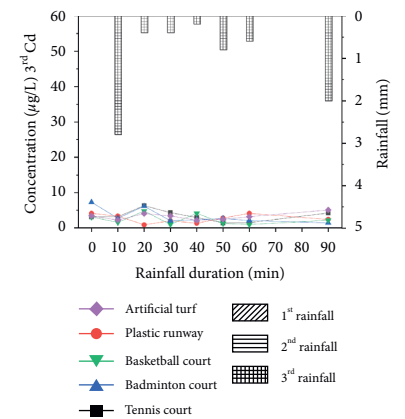 Concentration (μg/L) 3rd Cd
60
50
40
30
20
10
0
0 10 20 30 40 50 60 90
Rainfall duration (min)
0
1
2
3
4
5
Rainfall (mm)
Artificial turf
Plastic runway
Basketball court
Badminton court
Tennis court
1st rainfall
2nd rainfall
3rd rainfall